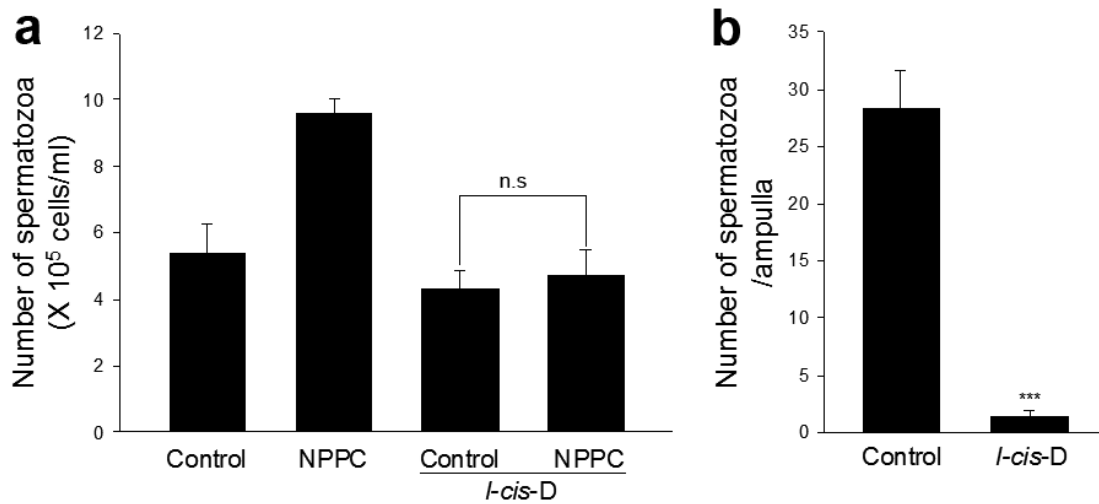 a
Number of spermatozoa
(X 10⁵ cells/ml)
12
10
8
6
4
2
0
n.s
Control NPPC Control NPPC
l-cis-D
b
Number of spermatozoa
/ampulla
35
30
25
20
15
10
5
0
***
Control l-cis-D